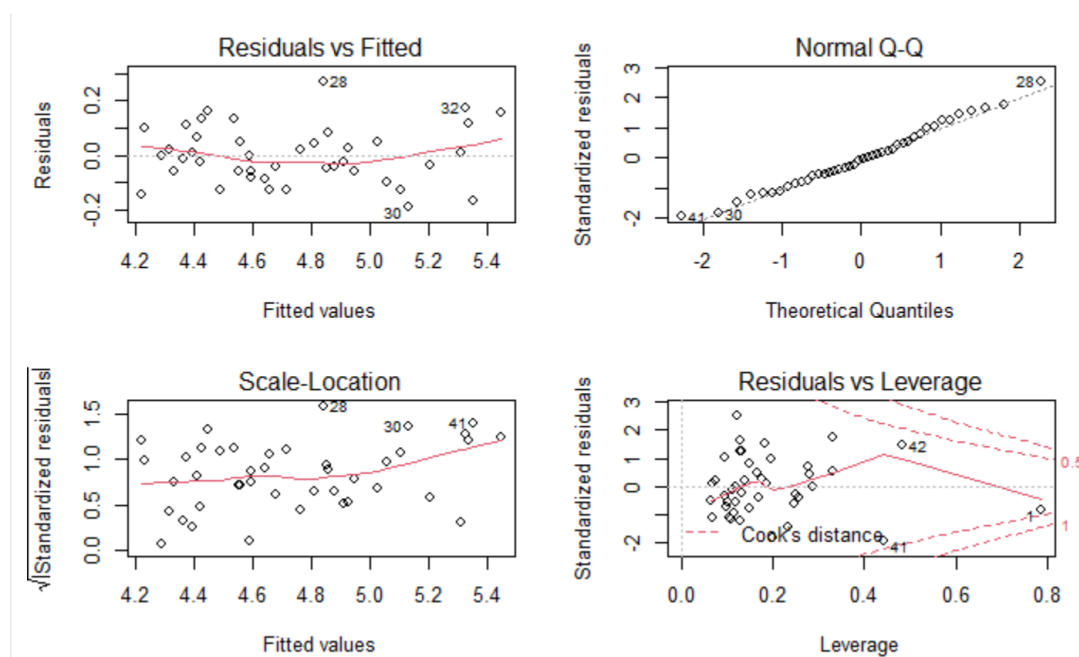 Residuals vs Fitted
Residuals
0.2
0.0
-0.2
28
32
30
4.2 4.4 4.6 4.8 5.0 5.2 5.4
Fitted values
Normal Q-Q
Standardized residuals
3
2
1
0
-2
28
41
30
-2 -1 0 1 2
Theoretical Quantiles
Scale-Location
√|Standardized residuals|
1.5
1.0
0.5
0.0
28
30
41
4.2 4.4 4.6 4.8 5.0 5.2 5.4
Fitted values
Residuals vs Leverage
Standardized residuals
3
2
1
0
-2
42
0.5
1
1
Cook's distance
41
0.0 0.2 0.4 0.6 0.8
Leverage